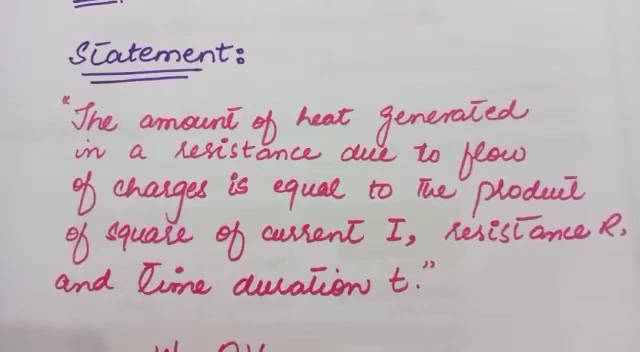 Statement:
"The amount of heat generated
in a resistance due to flow
of charges is equal to the product
of square of current I, resistance R,
and time duration t."